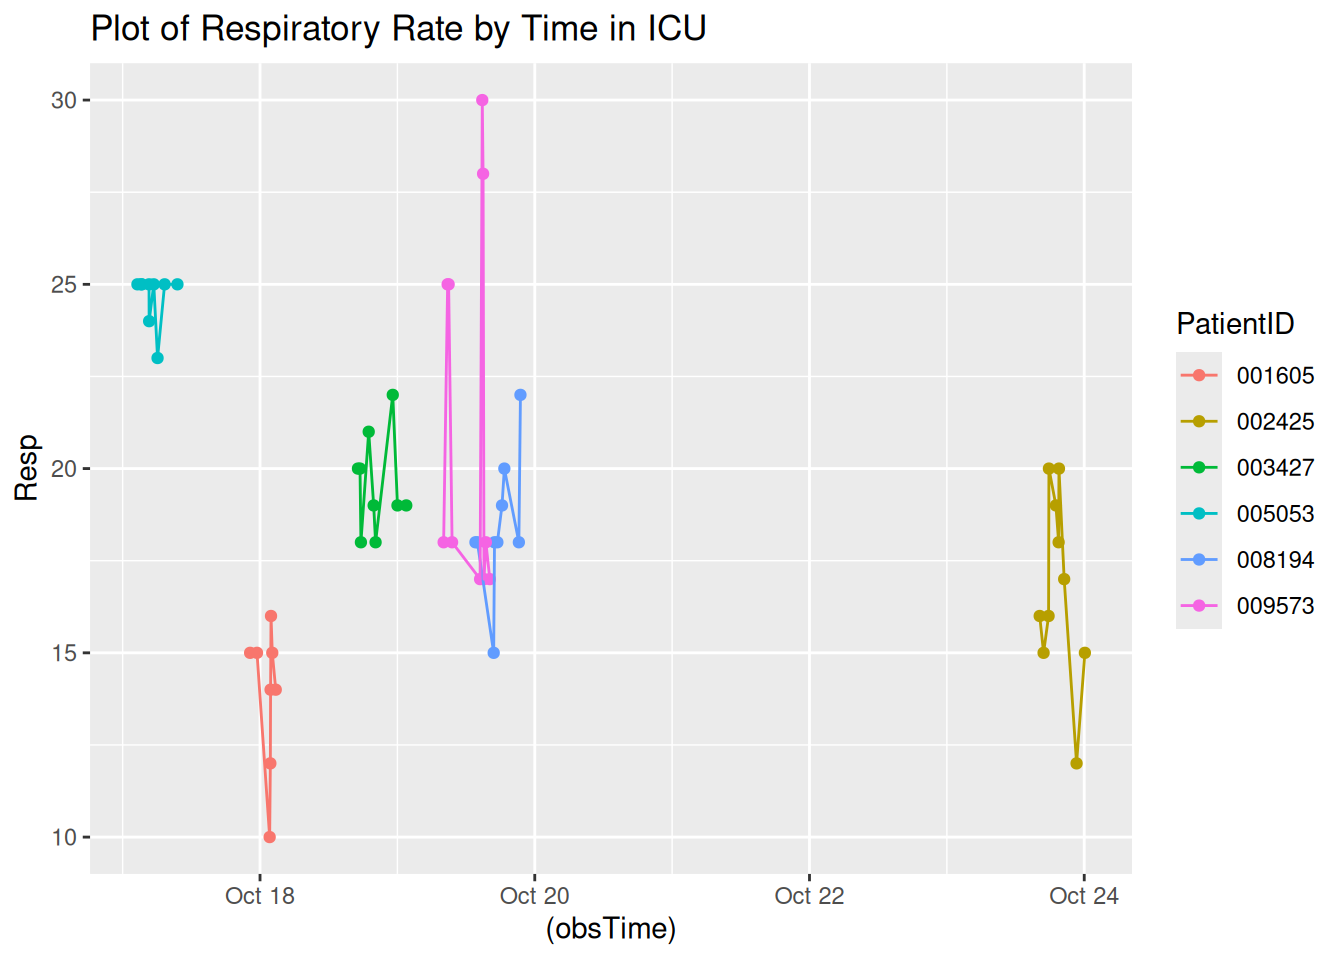 Plot of Respiratory Rate by Time in ICU
30
25
20
15
10
Resp
Oct 18
Oct 20
Oct 22
Oct 24
(obsTime)
PatientID
001605
002425
003427
005053
008194
009573